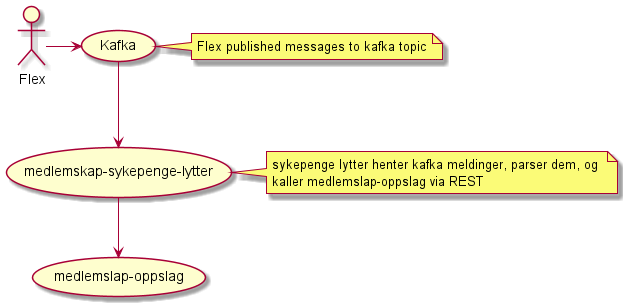 Kafka
Flex published messages to kafka topic
Flex
medlemskap-sykepenge-lytter
sykepenge lytter henter kafka meldinger, parser dem, og
kaller medlemslap-oppslag via REST
medlemslap-oppslag